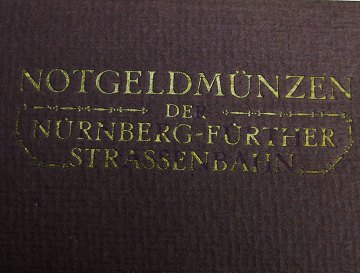 NOTGELDMÜNZEN
DER
NÜRNBERG-FÜRTHER
STRASSENBAHN